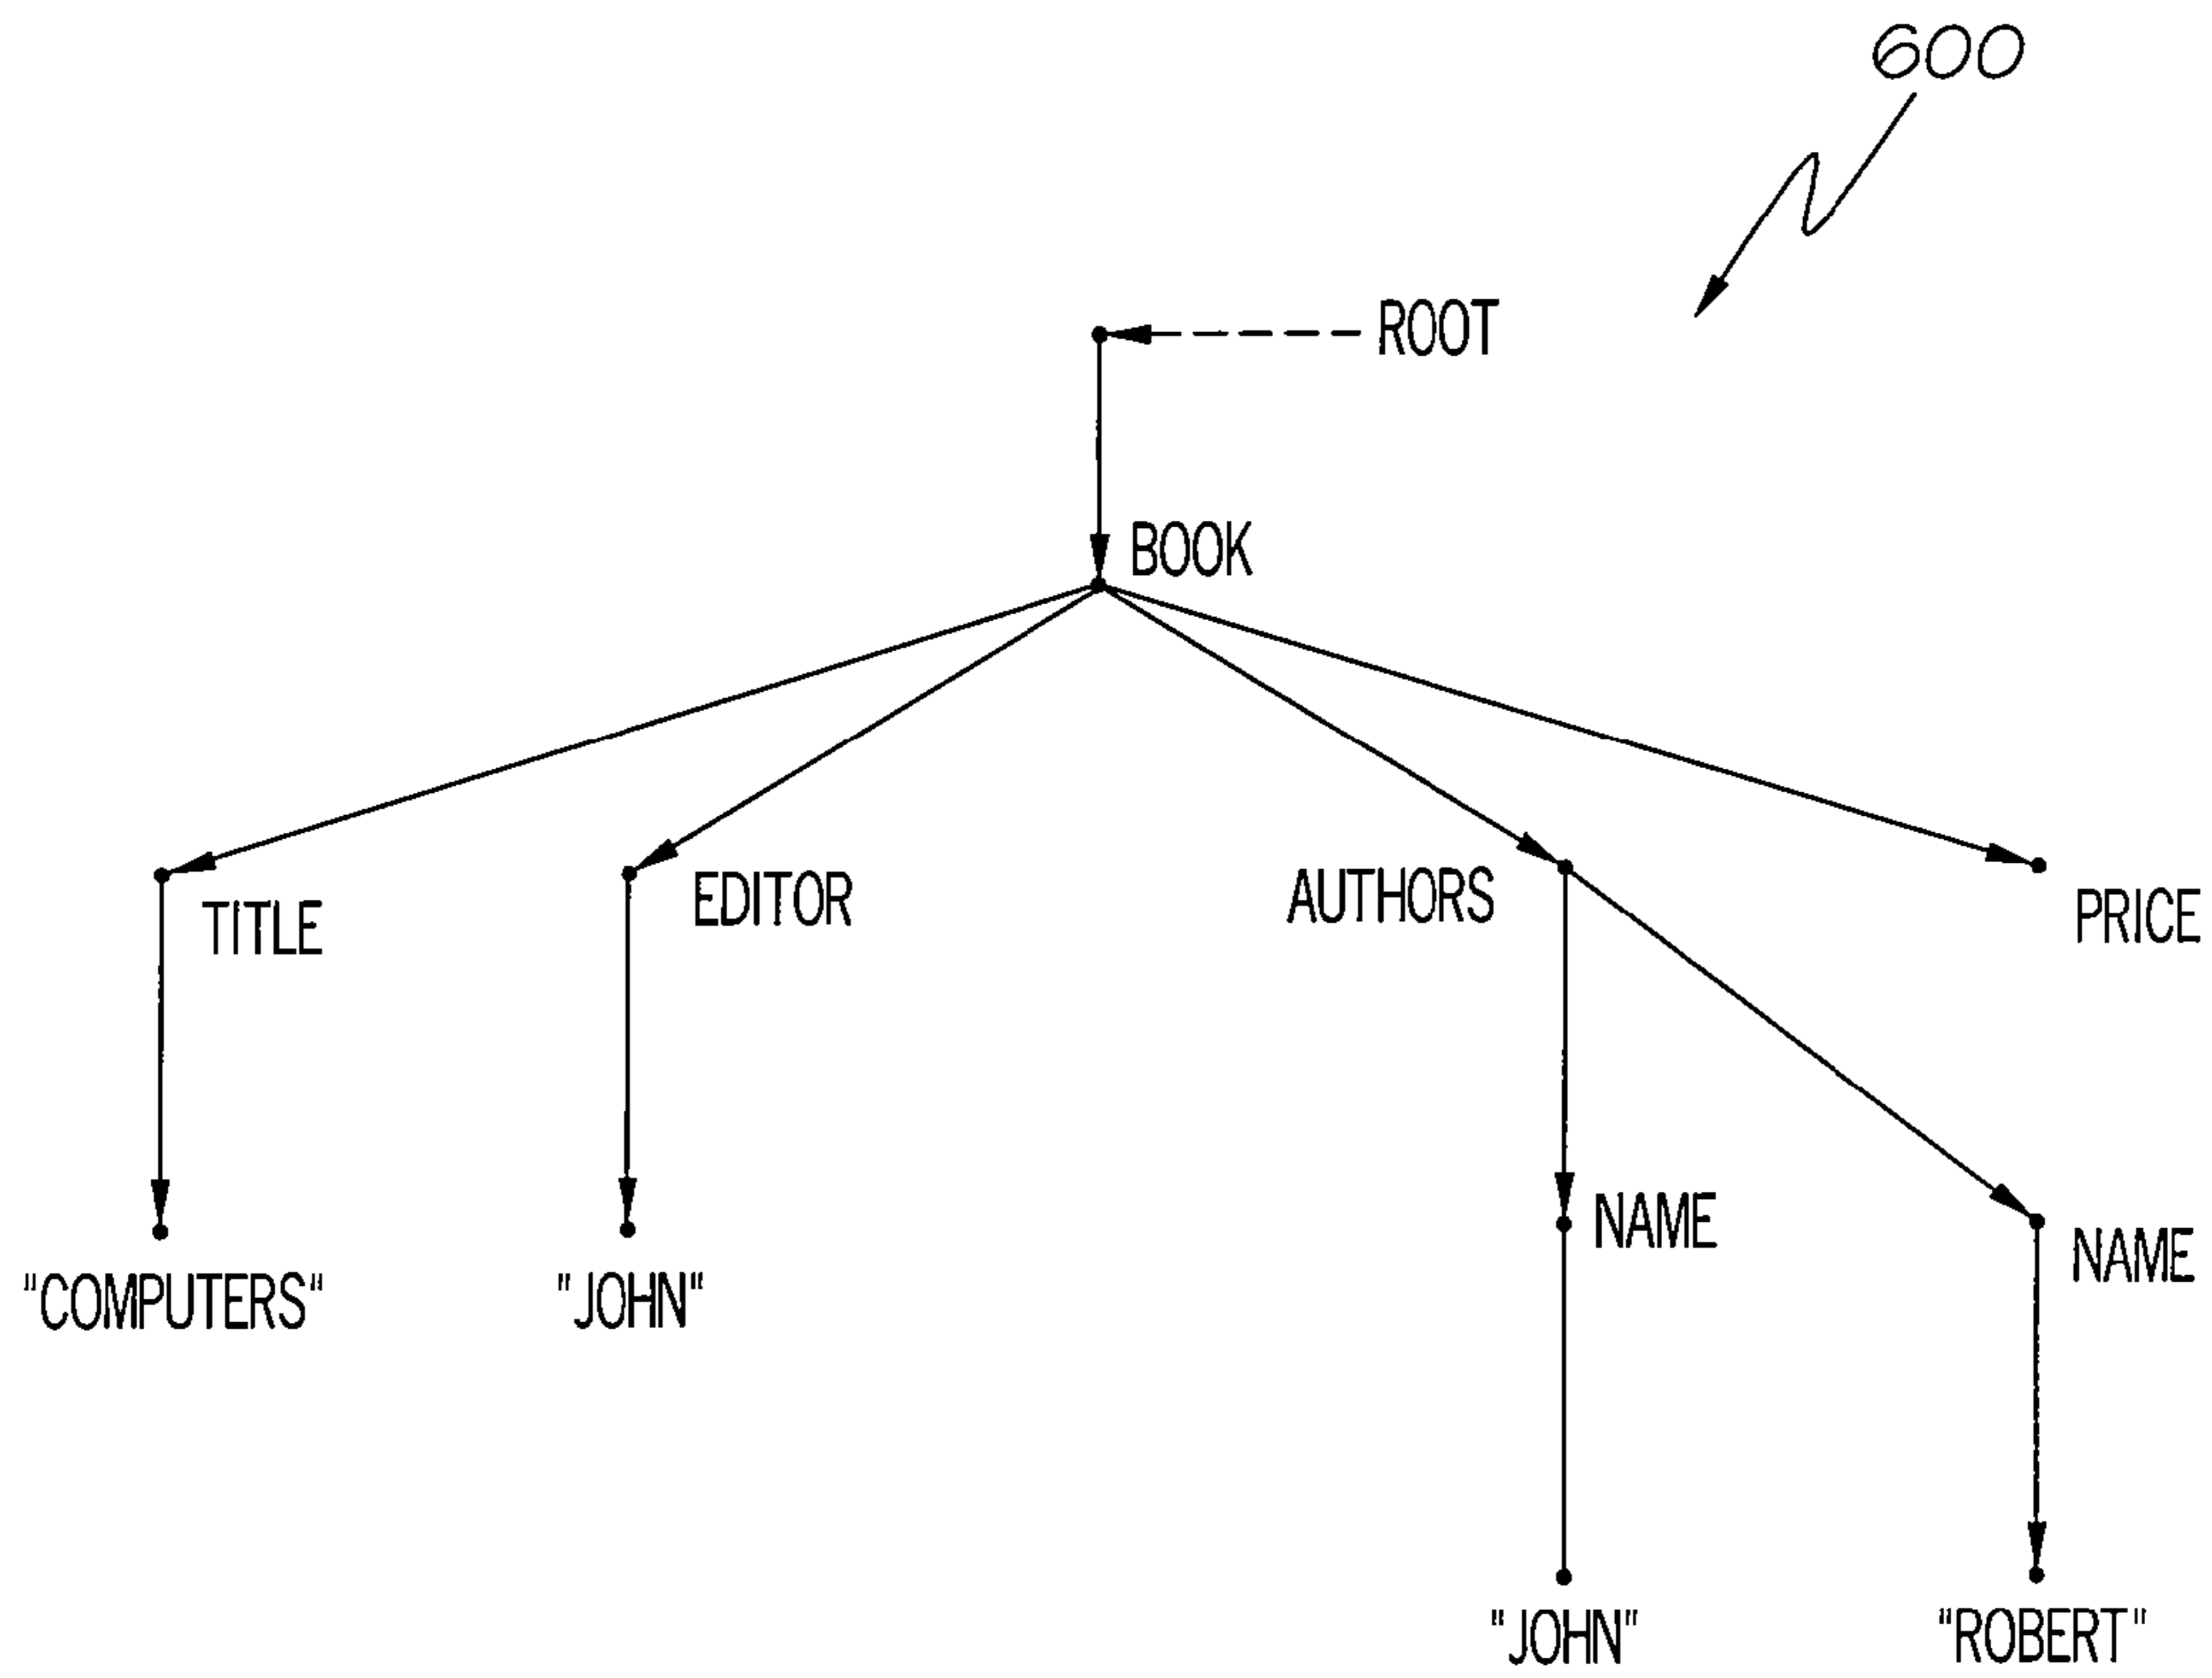 600
ROOT
BOOK
TITLE
EDITOR
AUTHORS
PRICE
NAME
NAME
"COMPUTERS"
"JOHN"
"JOHN"
"ROBERT"